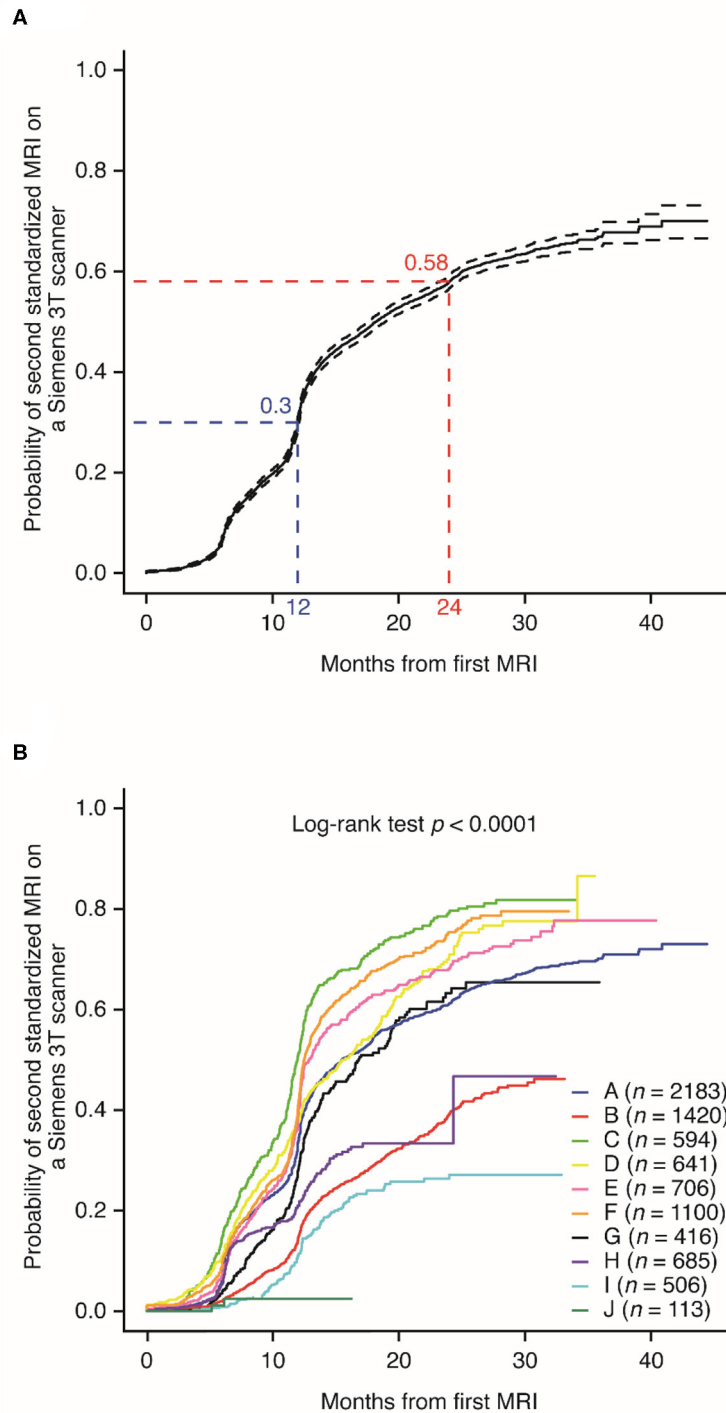 A
Probability of second standardized MRI on
a Siemens 3T scanner
1.0
0.8
0.6
0.4
0.2
0.0
0.58
0.3
0
10
12
20
24
30
40
Months from first MRI
B
Probability of second standardized MRI on
a Siemens 3T scanner
Log-rank test p < 0.0001
1.0
0.8
0.6
0.4
0.2
0.0
A (n = 2183)
B (n = 1420)
C (n = 594)
D (n = 641)
E (n = 706)
F (n = 1100)
G (n = 416)
H (n = 685)
I (n = 506)
J (n = 113)
0
10
20
30
40
Months from first MRI